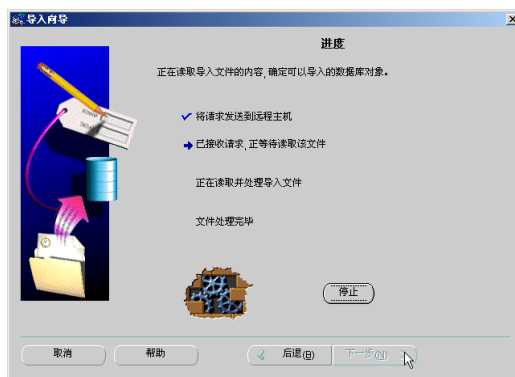 导入向导
进度
正在读取导入文件的内容,确定可以导入的数据库对象。
将请求发送到远程主机
已接收请求,正等待读取该文件
正在读取并处理导入文件
文件处理完毕
停止
取消
帮助
后退(B)
下一步(N)